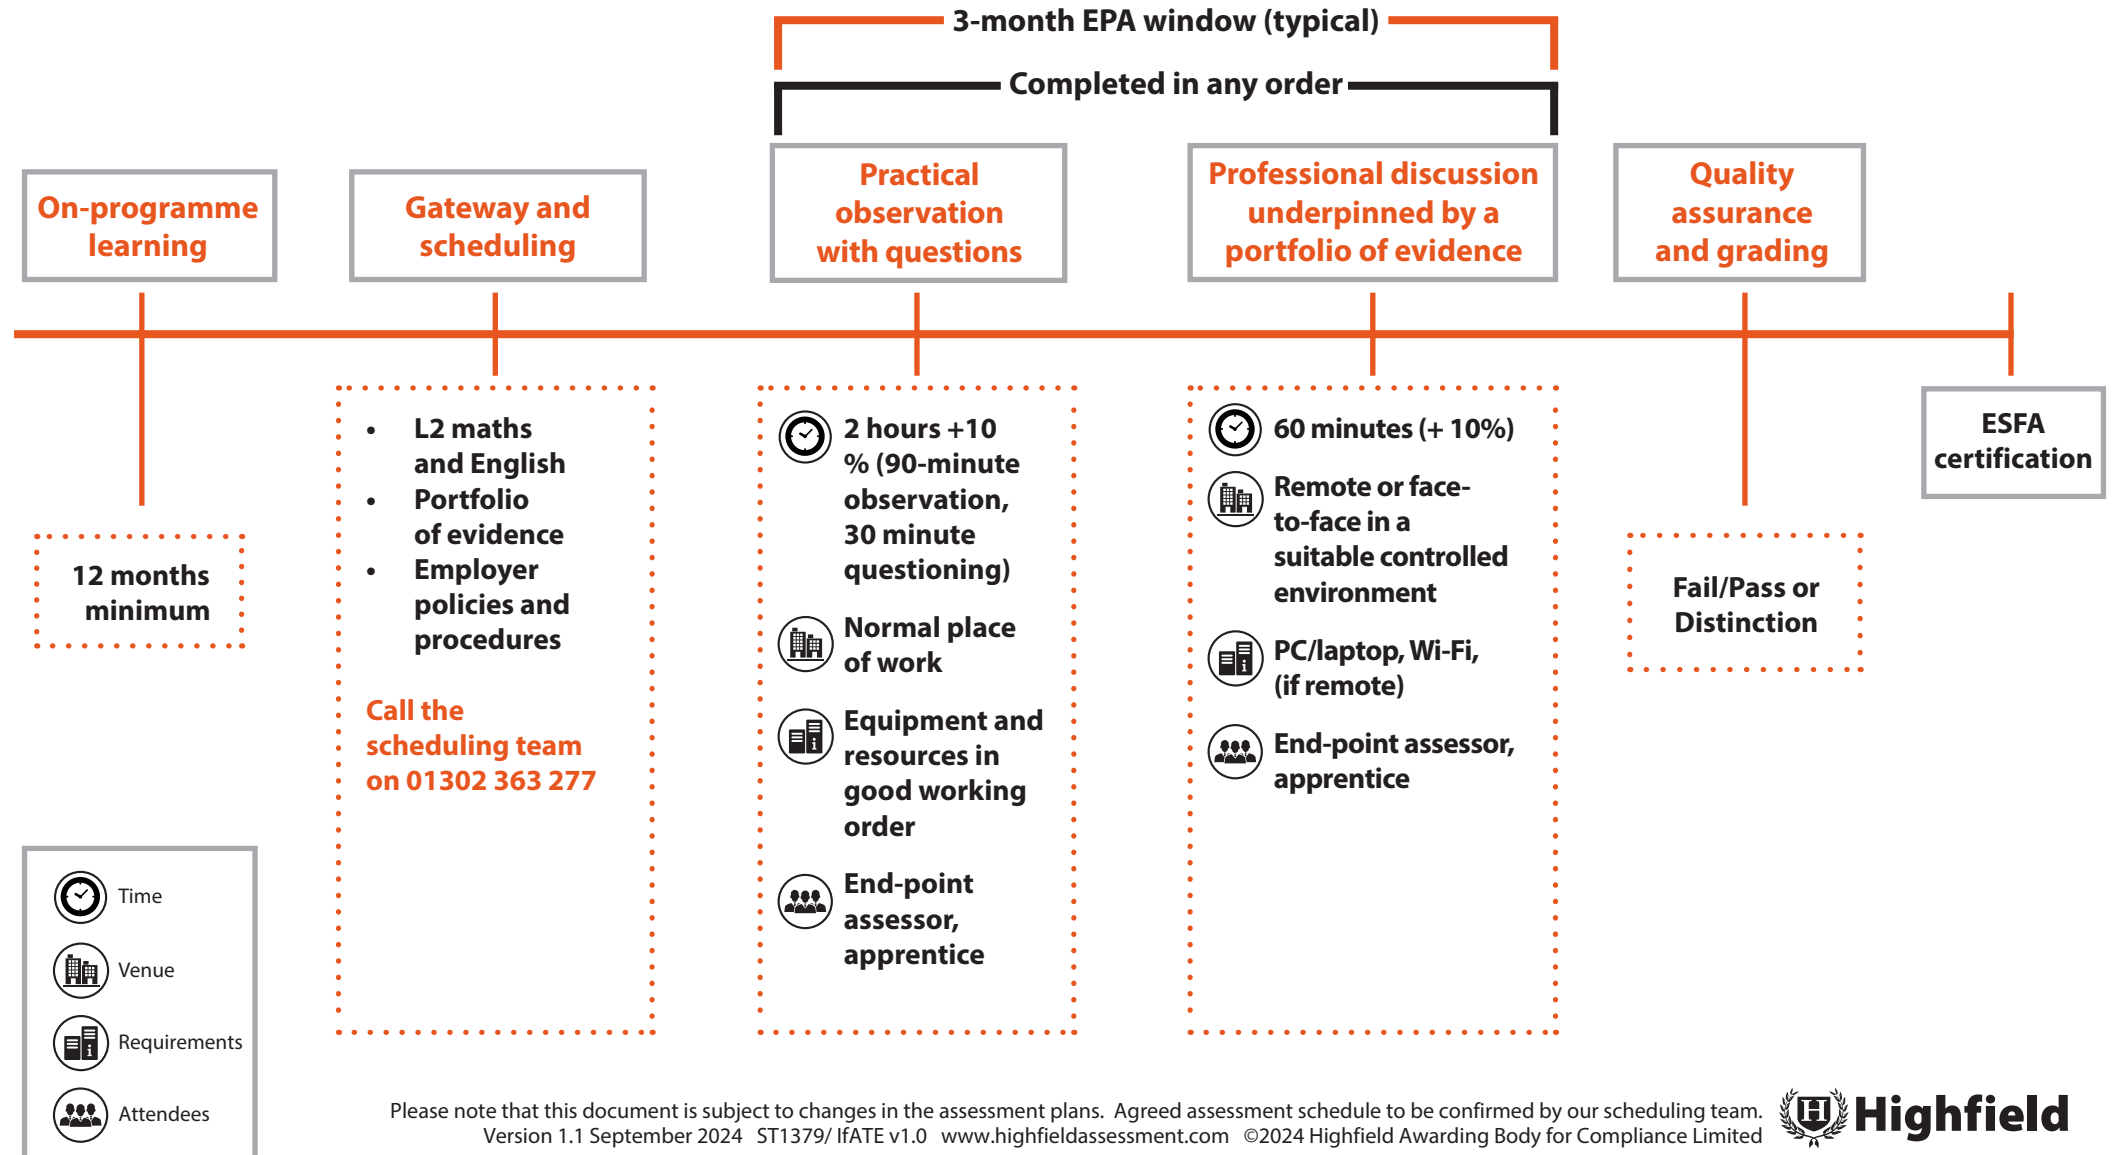 3-month EPA window (typical)
Completed in any order
On-programme
learning
Gateway and
scheduling
Practical
observation
with questions
Professional discussion
underpinned by a
portfolio of evidence
Quality
assurance
and grading
12 months
minimum
• L2 maths
and English
• Portfolio
of evidence
• Employer
policies and
procedures
Call the
scheduling team
on 01302 363 277
2 hours +10
% (90-minute
observation,
30 minute
questioning)
Normal place
of work
Equipment and
resources in
good working
order
End-point
assessor,
apprentice
60 minutes (+ 10%)
Remote or face-
to-face in a
suitable controlled
environment
PC/laptop, Wi-Fi,
(if remote)
End-point assessor,
apprentice
Fail/Pass or
Distinction
ESFA
certification
Time
Venue
Requirements
Attendees
Please note that this document is subject to changes in the assessment plans. Agreed assessment schedule to be confirmed by our scheduling team.
Version 1.1 September 2024 ST1379/ IfATE v1.0 www.highfieldassessment.com ©2024 Highfield Awarding Body for Compliance Limited
H Highfield